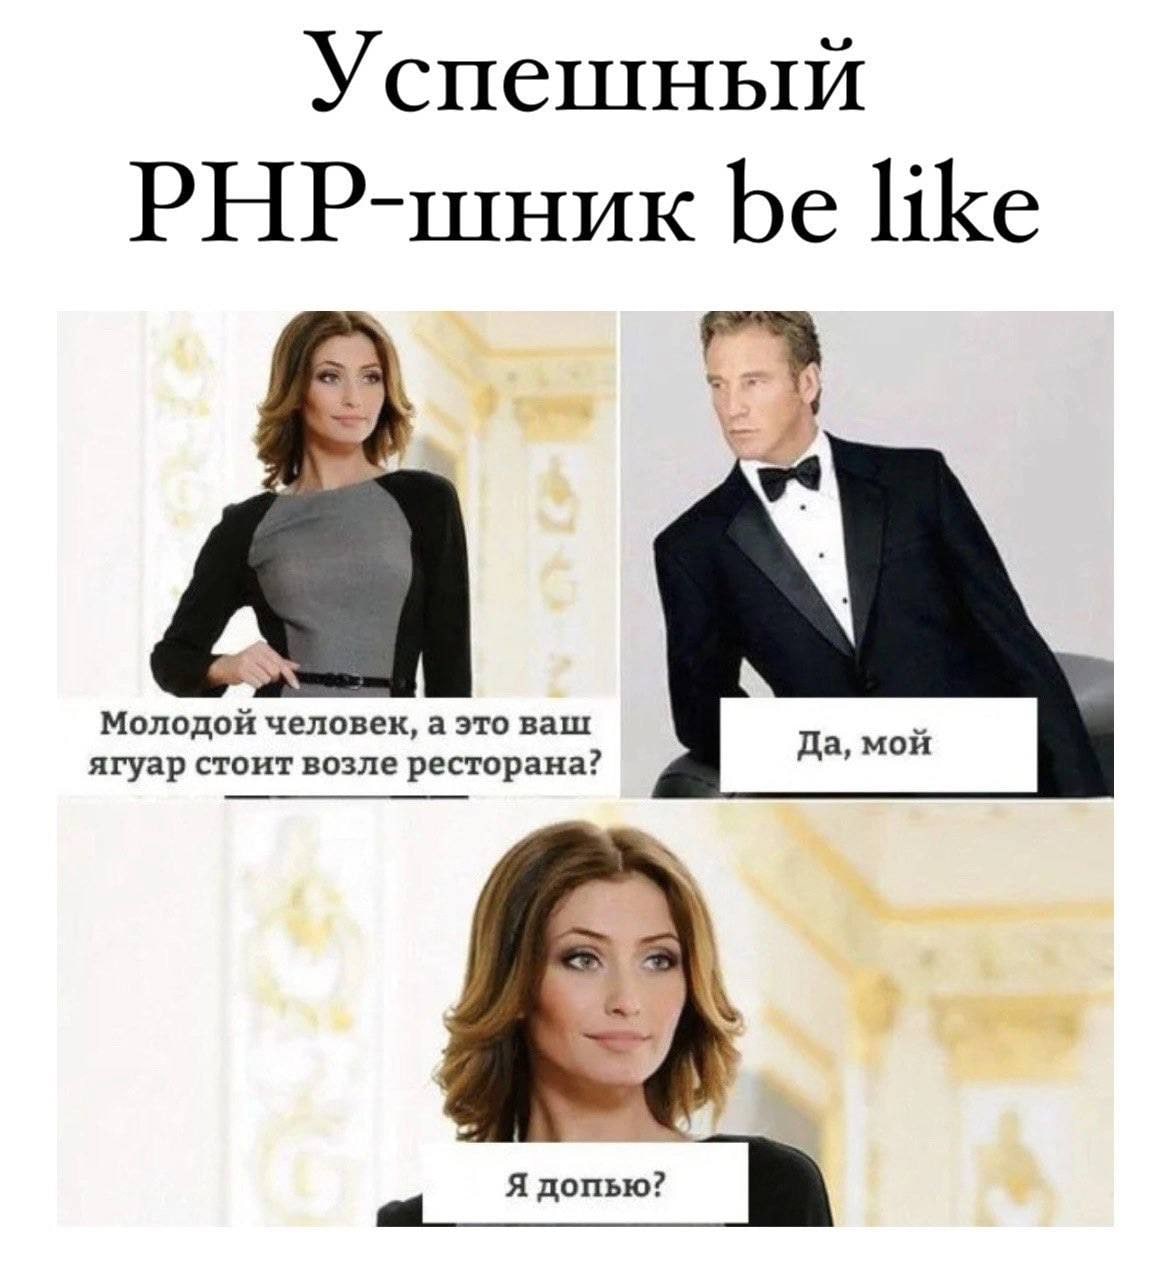 Успешный
PHP-шник be like
Молодой человек, а это ваш
ягуар стоит возле ресторана?
Да, мой
Я допью?